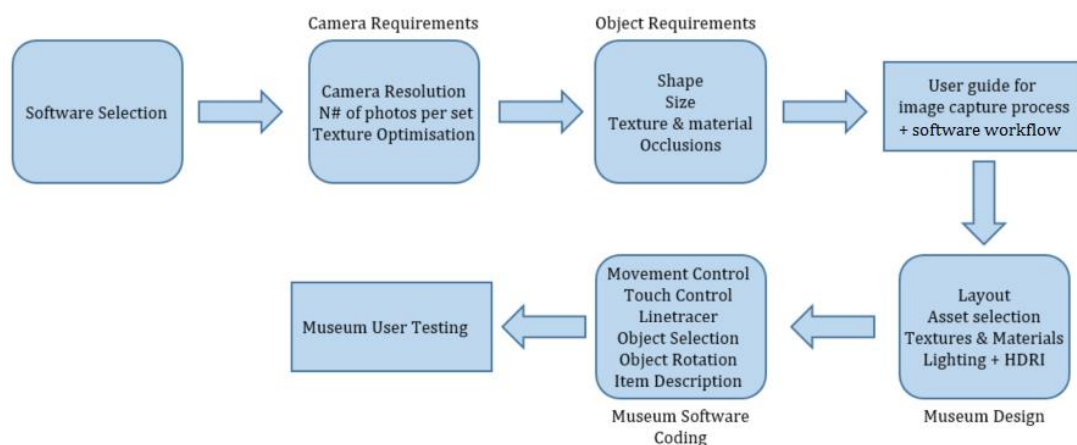 Camera Requirements
Object Requirements
Software Selection
Camera Resolution
N# of photos per set
Texture Optimisation
Shape
Size
Texture & material
Occlusions
User guide for
image capture process
+ software workflow
Layout
Asset selection
Textures & Materials
Lighting + HDRI
Museum Design
Movement Control
Touch Control
Linetracer
Object Selection
Object Rotation
Item Description
Museum Software
Coding
Museum User Testing